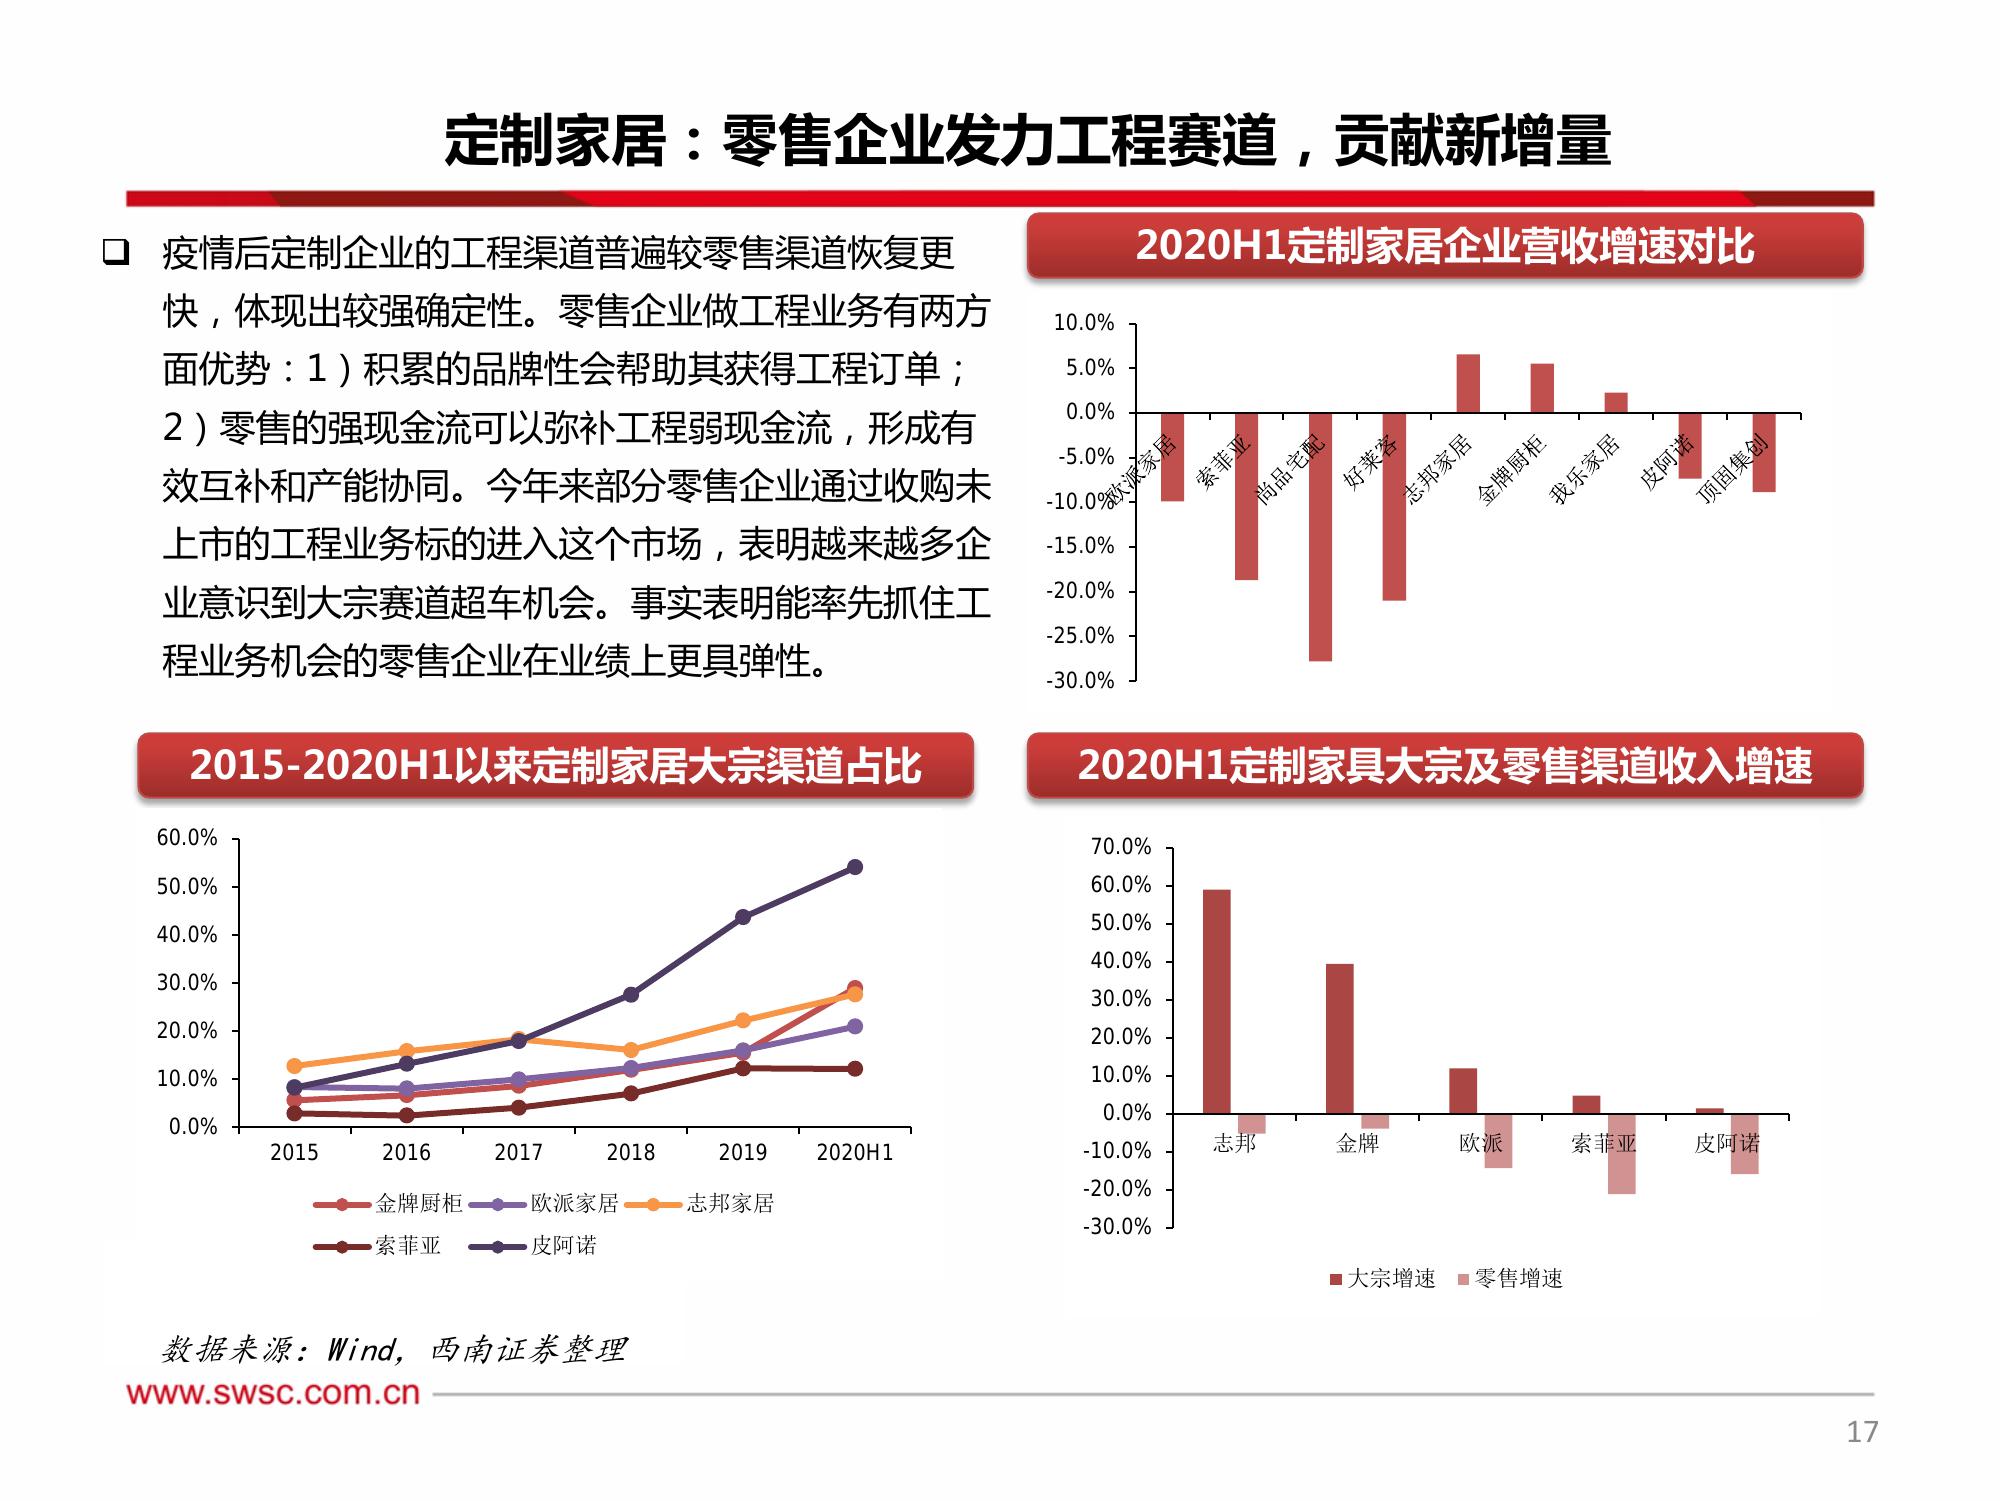 定制家居：零售企业发力工程赛道，贡献新增量
❑ 疫情后定制企业的工程渠道普遍较零售渠道恢复更
快，体现出较强确定性。零售企业做工程业务有两方
面优势：1）积累的品牌性会帮助其获得工程订单；
2）零售的强现金流可以弥补工程弱现金流，形成有
效互补和产能协同。今年来部分零售企业通过收购未
上市的工程业务标的进入这个市场，表明越来越多企
业意识到大宗赛道超车机会。事实表明能率先抓住工
程业务机会的零售企业在业绩上更具弹性。
2020H1定制家居企业营收增速对比
10.0%
5.0%
0.0%
-5.0%
-10.0%
-15.0%
-20.0%
-25.0%
-30.0%
欧派家居 索菲亚 尚品宅配 好莱客 志邦家居 金牌厨柜 我乐家居 皮阿诺 顶固集创
2015-2020H1以来定制家居大宗渠道占比
60.0%
50.0%
40.0%
30.0%
20.0%
10.0%
0.0%
2015 2016 2017 2018 2019 2020H1
金牌厨柜 欧派家居 志邦家居
索菲亚 皮阿诺
2020H1定制家具大宗及零售渠道收入增速
70.0%
60.0%
50.0%
40.0%
30.0%
20.0%
10.0%
0.0%
-10.0%
-20.0%
-30.0%
志邦 金牌 欧派 索菲亚 皮阿诺
大宗增速 零售增速
数据来源：Wind，西南证券整理
www.swsc.com.cn
17